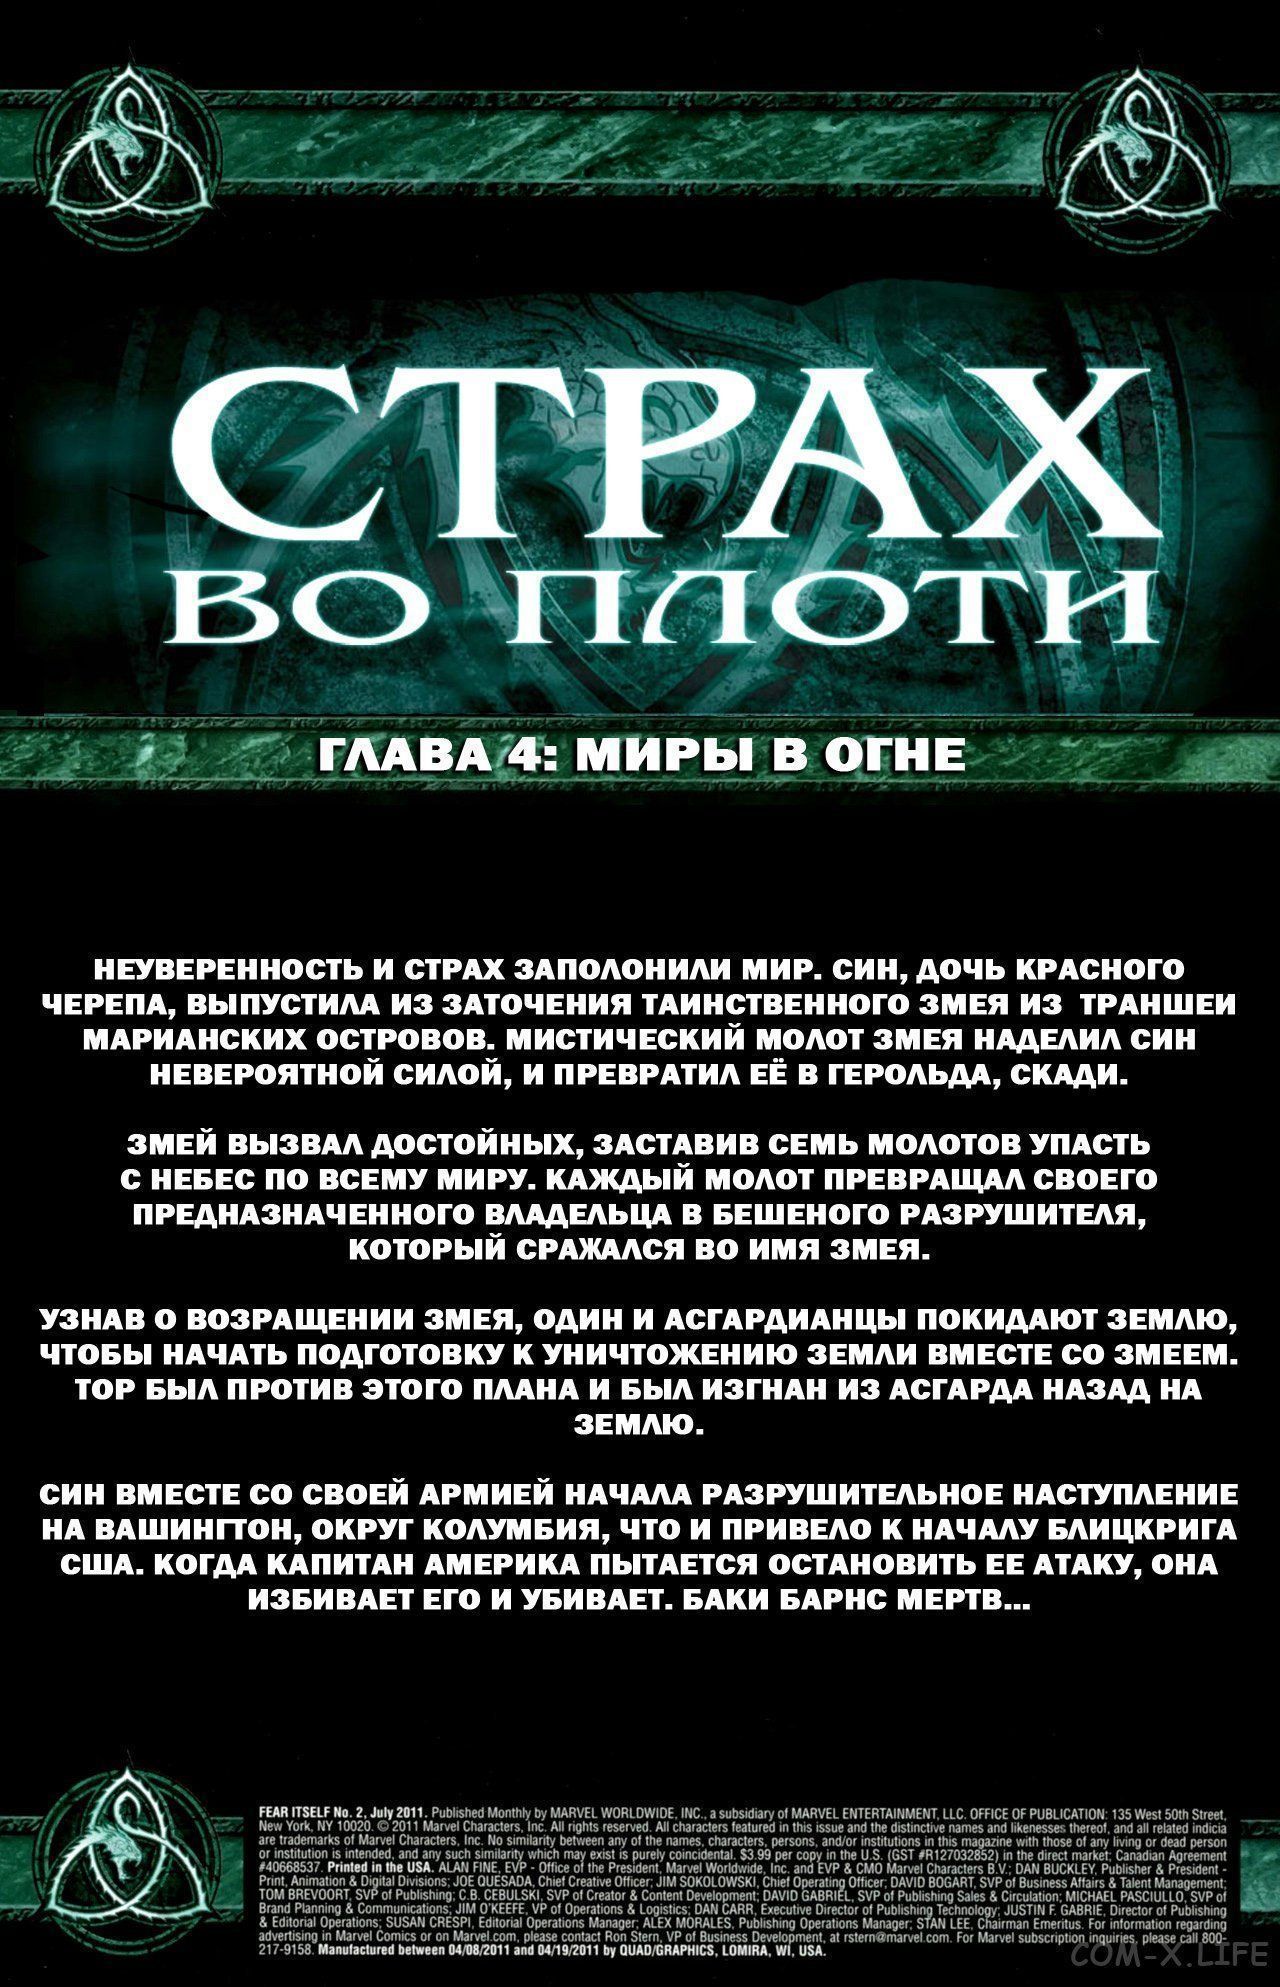 СТРАХ
ВО ПЛОТИ
ГЛАВА 4: МИРЫ В ОГНЕ
НЕУВЕРЕННОСТЬ И СТРАХ ЗАПОЛОНИЛИ МИР. СИН, ДОЧЬ КРАСНОГО
ЧЕРЕПА, ВЫПУСТИЛА ИЗ ЗАТОЧЕНИЯ ТАИНСТВЕННОГО ЗМЕЯ ИЗ ТРАНШЕИ
МАРИАНСКИХ ОСТРОВОВ. МИСТИЧЕСКИЙ МОЛОТ ЗМЕЯ НАДЕЛИЛ СИН
НЕВЕРОЯТНОЙ СИЛОЙ, И ПРЕВРАТИЛ ЕЁ В ГЕРОЛЬДА, СКАДИ.
ЗМЕЙ ВЫЗВАЛ ДОСТОЙНЫХ, ЗАСТАВИВ СЕМЬ МОЛОТОВ УПАСТЬ
С НЕБЕС ПО ВСЕМУ МИРУ. КАЖДЫЙ МОЛОТ ПРЕВРАЩАЛ СВОЕГО
ПРЕДНАЗНАЧЕННОГО ВЛАДЕЛЬЦА В БЕШЕНОГО РАЗРУШИТЕЛЯ,
КОТОРЫЙ СРАЖАЛСЯ ВО ИМЯ ЗМЕЯ.
УЗНАВ О ВОЗРАЩЕНИИ ЗМЕЯ, ОДИН И АСГАРДИАНЦЫ ПОКИДАЮТ ЗЕМЛЮ,
ЧТОБЫ НАЧАТЬ ПОДГОТОВКУ К УНИЧТОЖЕНИЮ ЗЕМЛИ ВМЕСТЕ СО ЗМЕЕМ.
ТОР БЫЛ ПРОТИВ ЭТОГО ПЛАНА И БЫЛ ИЗГНАН ИЗ АСГАРДА НАЗАД НА
ЗЕМЛЮ.
СИН ВМЕСТЕ СО СВОЕЙ АРМИЕЙ НАЧАЛА РАЗРУШИТЕЛЬНОЕ НАСТУПЛЕНИЕ
НА ВАШИНГТОН, ОКРУГ КОЛУМБИЯ, ЧТО И ПРИВЕЛО К НАЧАЛУ БЛИЦКРИГА
США. КОГДА КАПИТАН АМЕРИКА ПЫТАЕТСЯ ОСТАНОВИТЬ ЕЕ АТАКУ, ОНА
ИЗБИВАЕТ ЕГО И УБИВАЕТ. БАКИ БАРНС МЕРТВ...
FEAR ITSELF No. 2, July 2011. Published Monthly by MARVEL WORLDWIDE, INC., a subsidiary of MARVEL ENTERTAINMENT, LLC. OFFICE OF PUBLICATION: 135 West 50th Street,
New York, NY 10020. © 2011 Marvel Characters, Inc. All rights reserved. All characters featured in this issue and the distinctive names and likenesses thereof, and all related indicia
are trademarks of Marvel Characters, Inc. No similarity between any of the names, characters, persons, and/or institutions in this magazine with those of any living or dead person
or institution is intended, and any such similarity which may exist is purely coincidental. $3.99 per copy in the U.S. (GST #R127032852) in the direct market; Canadian Agreement
#40668537. Printed in the USA. ALAN FINE, EVP - Office of the President, Marvel Worldwide, Inc. and EVP & CMO Marvel Characters B.V.; DAN BUCKLEY, Publisher & President -
Print, Animation & Digital Divisions; JOE QUESADA, Chief Creative Officer; JIM SOKOLOWSKI, Chief Operating Officer; DAVID BOGART, SVP of Business Affairs & Talent Management;
TOM BREVOORT, SVP of Publishing; C.B. CEBULSKI, SVP of Creator & Content Development; DAVID GABRIEL, SVP of Publishing Sales & Circulation; MICHAEL PASCIULLO, SVP of
Brand Planning & Communications; JIM O'KEEFE, VP of Operations & Logistics; DAN CARR, Executive Director of Publishing Technology; JUSTIN F. GABRIE, Director of Publishing
& Editorial Operations; SUSAN CRESPI, Editorial Operations Manager; ALEX MORALES, Publishing Operations Manager; STAN LEE, Chairman Emeritus. For information regarding
advertising in Marvel Comics or on Marvel.com, please contact Ron Stern, VP of Business Development, at rstern@marvel.com. For Marvel subscription inquiries, please call 800-
217-9158. Manufactured between 04/08/2011 and 04/19/2011 by QUAD/GRAPHICS, LOMIRA, WI, USA.
COM-X.LIFE